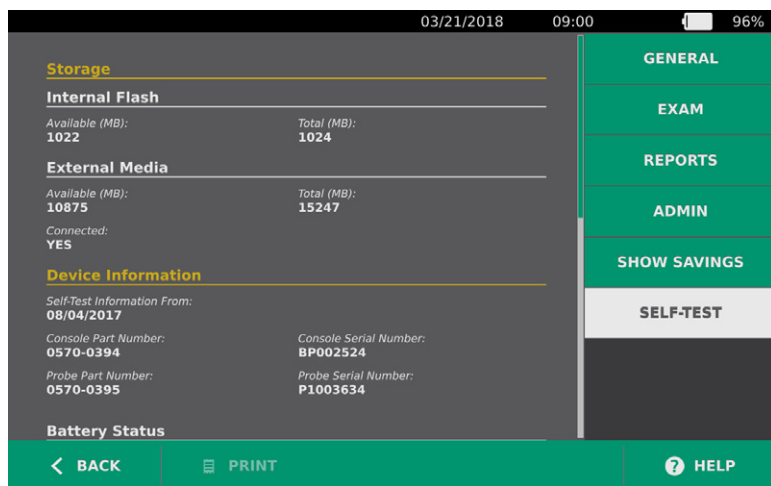 03/21/2018 09:00 96%
Storage
Internal Flash
Available (MB): Total (MB):
1022 1024
External Media
Available (MB): Total (MB):
10875 15247
Connected:
YES
Device Information
Self-Test Information From:
08/04/2017
Console Part Number: Console Serial Number:
0570-0394 BP002524
Probe Part Number: Probe Serial Number:
0570-0395 P1003634
Battery Status
GENERAL
EXAM
REPORTS
ADMIN
SHOW SAVINGS
SELF-TEST
BACK PRINT ? HELP